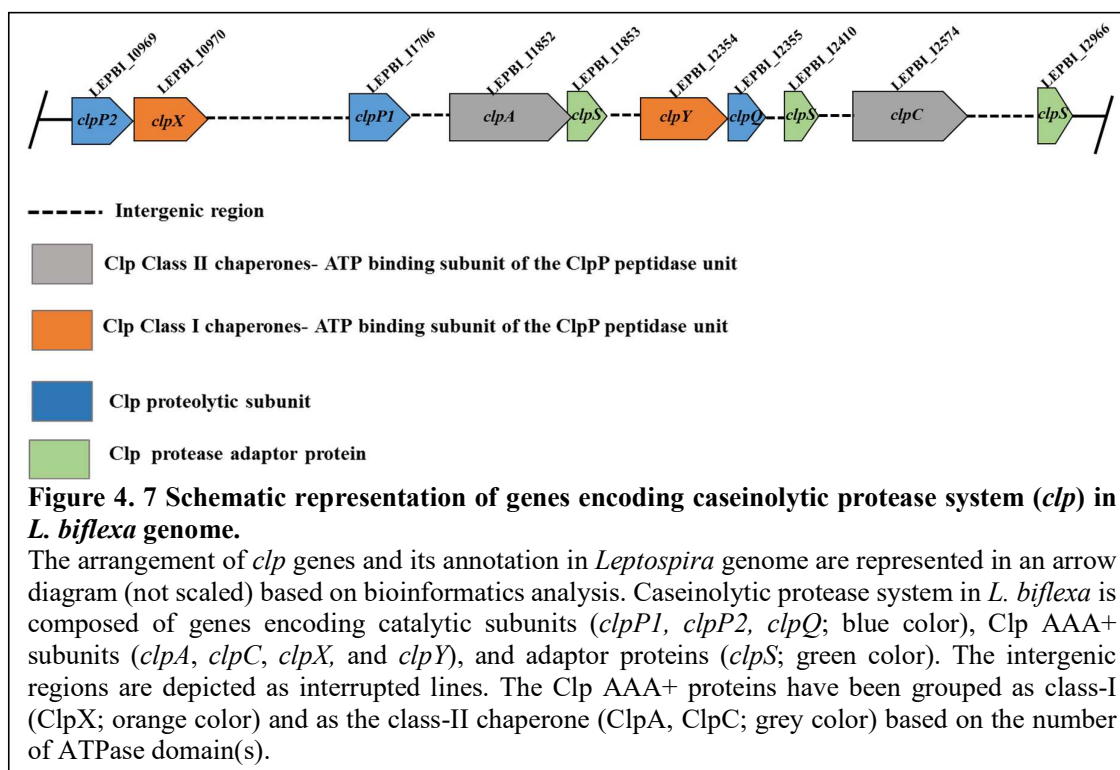 LEPBI_I0969
LEPBI_I0970
LEPBI_I1706
LEPBI_I1852
LEPBI_I1853
LEPBI_I2354
LEPBI_I2355
LEPBI_I2410
LEPBI_I2574
LEPBI_I2966
clpP2
clpX
clpP1
clpA
clpS
clpY
clpQ
clpS
clpC
clpS
Intergenic region
Clp Class II chaperones- ATP binding subunit of the ClpP peptidase unit
Clp Class I chaperones- ATP binding subunit of the ClpP peptidase unit
Clp proteolytic subunit
Clp protease adaptor protein
Figure 4. 7 Schematic representation of genes encoding caseinolytic protease system (clp) in
L. biflexa genome.
The arrangement of clp genes and its annotation in Leptospira genome are represented in an arrow
diagram (not scaled) based on bioinformatics analysis. Caseinolytic protease system in L. biflexa is
composed of genes encoding catalytic subunits (clpP1, clpP2, clpQ; blue color), Clp AAA+
subunits (clpA, clpC, clpX, and clpY), and adaptor proteins (clpS; green color). The intergenic
regions are depicted as interrupted lines. The Clp AAA+ proteins have been grouped as class-I
(ClpX; orange color) and as the class-II chaperone (ClpA, ClpC; grey color) based on the number
of ATPase domain(s).